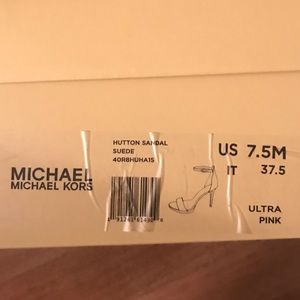 MICHAEL
MICHAEL KORS
HUTTON SANDAL
SUEDE
40R8HUHA1S
US 7.5M
IT 37.5
ULTRA
PINK